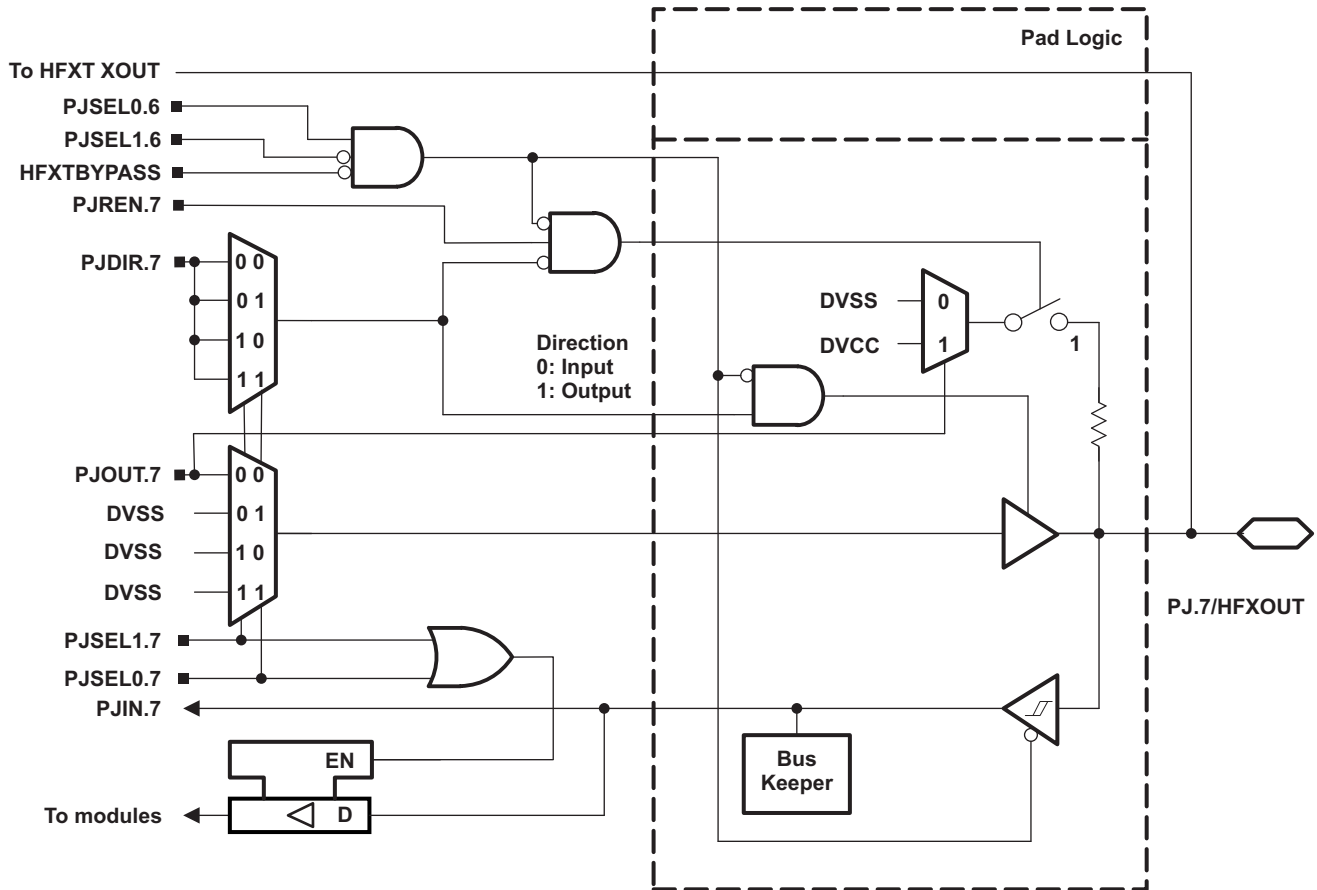 Pad Logic
To HFXT XOUT
PJSEL0.6
PJSEL1.6
HFXTBYPASS
PJREN.7
PJDIR.7
0 0
0 1
1 0
1 1
Direction
0: Input
1: Output
DVSS
DVCC
0
1
1
PJOUT.7
DVSS
DVSS
DVSS
0 0
0 1
1 0
1 1
PJ.7/HFXOUT
PJSEL1.7
PJSEL0.7
PJIN.7
Bus
Keeper
EN
D
To modules